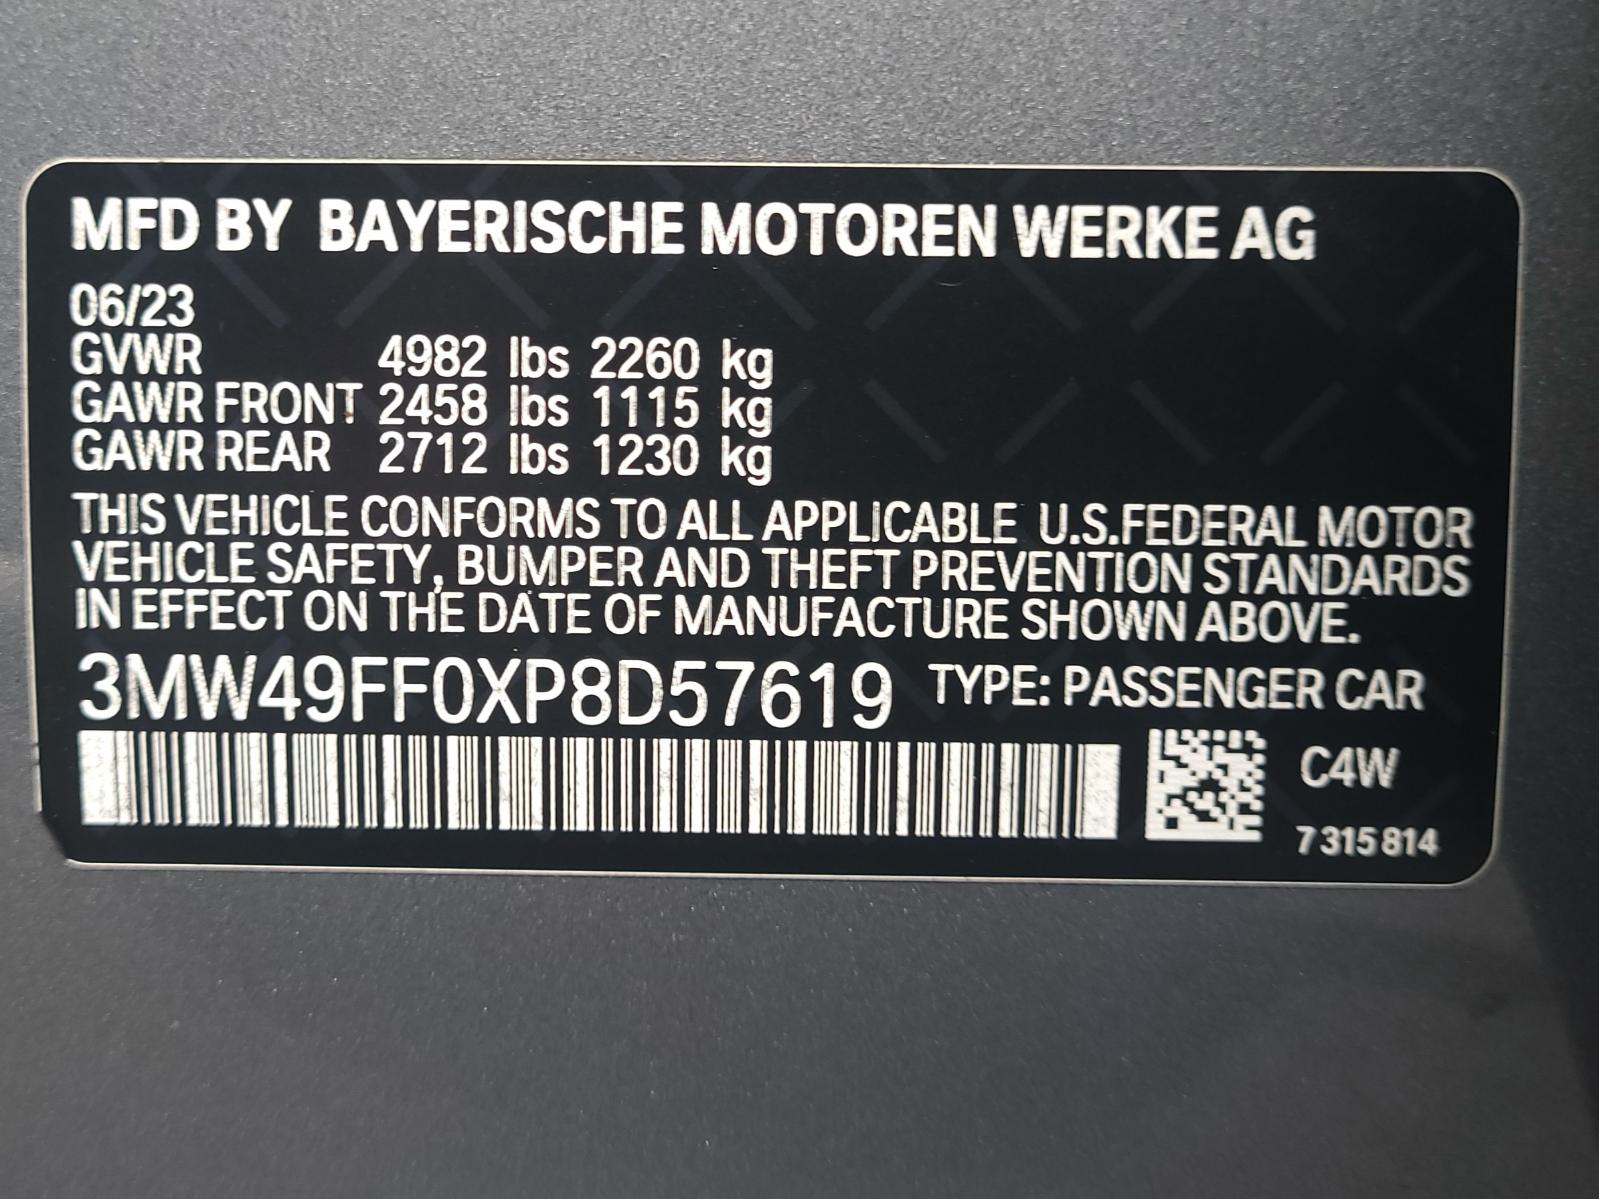 MFD BY BAYERISCHE MOTOREN WERKE AG
06/23
GVWR 4982 lbs 2260 kg
GAWR FRONT 2458 lbs 1115 kg
GAWR REAR 2712 lbs 1230 kg
THIS VEHICLE CONFORMS TO ALL APPLICABLE U.S.FEDERAL MOTOR
VEHICLE SAFETY, BUMPER AND THEFT PREVENTION STANDARDS
IN EFFECT ON THE DATE OF MANUFACTURE SHOWN ABOVE.
3MW49FF0XP8D57619 TYPE: PASSENGER CAR
C4W
7 315 814